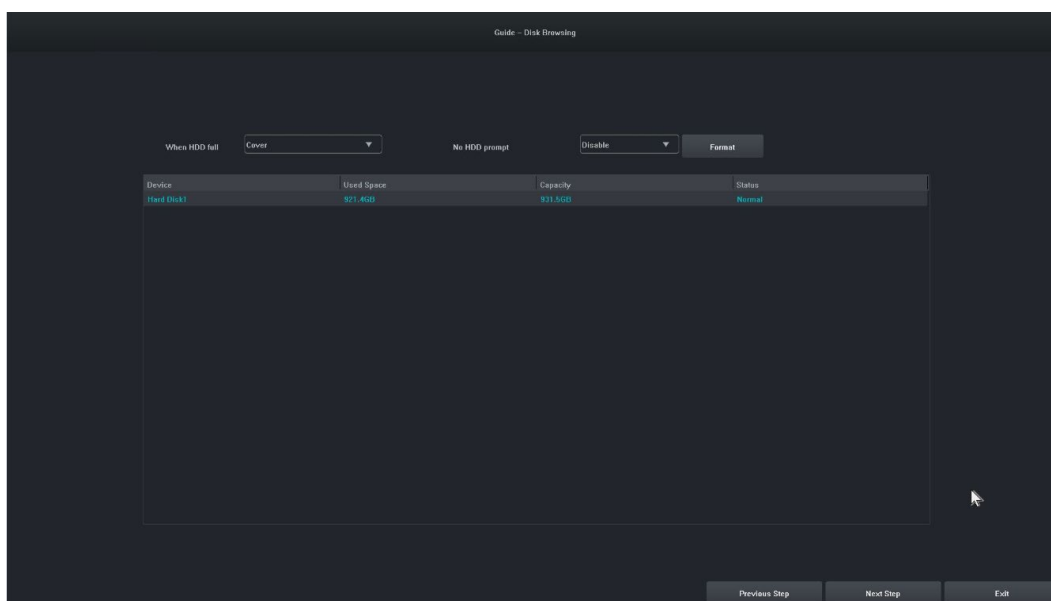 Guide - Disk Browsing
When HDD full Cover No HDD prompt Disable Format
Device Used Space Capacity Status
Hard Disk1 921.4GB 931.5GB Normal
Previous Step Next Step Exit